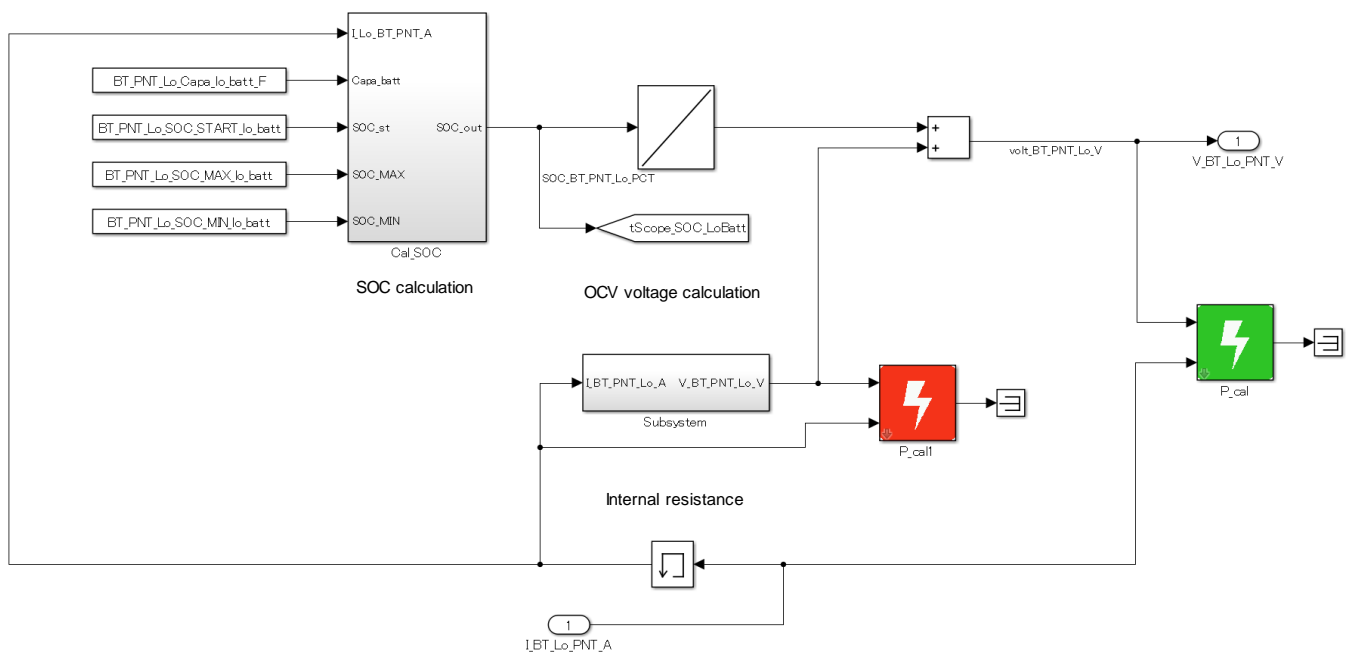 I_Lo_BT_PNT_A
BT_PNT_Lo_Capa_lo_batt_F
Capa_batt
BT_PNT_Lo_SOC_START_lo_batt
SOC_st
SOC_out
BT_PNT_Lo_SOC_MAX_lo_batt
SOC_MAX
BT_PNT_Lo_SOC_MIN_lo_batt
SOC_MIN
Cal_SOC
SOC_BT_PNT_Lo_PCT
tScope_SOC_LoBatt
+
+
volt_BT_PNT_Lo_V
1
V_BT_Lo_PNT_V
SOC calculation
OCV voltage calculation
I_BT_PNT_Lo_A
V_BT_PNT_Lo_V
Subsystem
P_cal1
P_cal
Internal resistance
1
I_BT_Lo_PNT_A